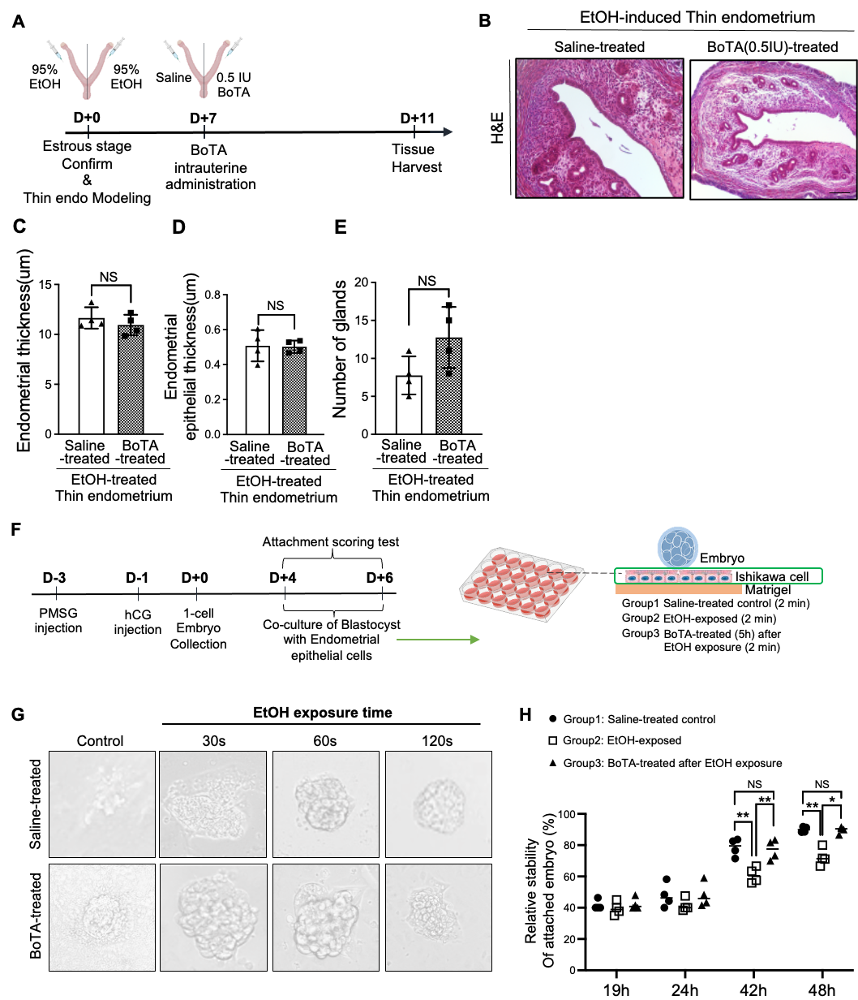 A
95%
EtOH
95%
EtOH
Saline
0.5 IU
BoTA
D+0
D+7
D+11
Estrous stage
Confirm
&
Thin endo Modeling
BoTA
intrauterine
administration
Tissue
Harvest
B
EtOH-induced Thin endometrium
Saline-treated
BoTA(0.5IU)-treated
H&E
C
Endometrial thickness(um)
15
10
5
0
NS
Saline
-treated
BoTA
-treated
EtOH-treated
Thin endometrium
D
Endometrial
epithelial thickness(um)
0.8
0.6
0.4
0.2
0.0
NS
Saline
-treated
BoTA
-treated
EtOH-treated
Thin endometrium
E
Number of glands
20
15
10
5
0
NS
Saline
-treated
BoTA
-treated
EtOH-treated
Thin endometrium
F
Attachment scoring test
D-3
D-1
D+0
D+4
D+6
PMSG
injection
hCG
injection
1-cell
Embryo
Collection
Co-culture of Blastocyst
with Endometrial
epithelial cells
Embryo
Ishikawa cell
Matrigel
Group1 Saline-treated control (2 min)
Group2 EtOH-exposed (2 min)
Group3 BoTA-treated (5h) after
EtOH exposure (2 min)
G
EtOH exposure time
Control
30s
60s
120s
Saline-treated
BoTA-treated
H
Group1: Saline-treated control
Group2: EtOH-exposed
Group3: BoTA-treated after EtOH exposure
Relative stability
Of attached embryo (%)
100
80
60
40
20
0
NS
**
**
NS
**
*
19h
24h
42h
48h